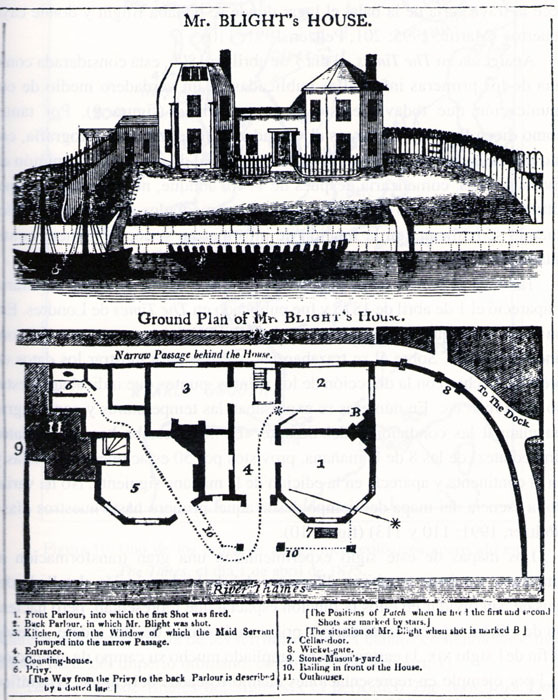 Mr. BLIGHT's HOUSE.
Ground Plan of Mr. BLIGHT's HOUSE.
Narrow Passage behind the House.
3
2
8
To The Dock
B
11
9
5
4
1
7
10
10
River Thames
1. Front Parlour, into which the first Shot was fired.
2. Back Parlour, in which Mr. Blight was shot.
3. Kitchen, from the Window of which the Maid Servant
jumped into the narrow Passage.
4. Entrance.
5. Counting-house.
6. Privy.
[The Way from the Privy to the back Parlour is described
by a dotted line]
[The Positions of Patch when he fired the first and second
Shots are marked by stars.]
[The situation of Mr. Blight when shot is marked B]
7. Cellar-door.
8. Wicket-gate.
9. Stone-Mason's-yard.
10. Railing in front of the House.
11. Outhouses.